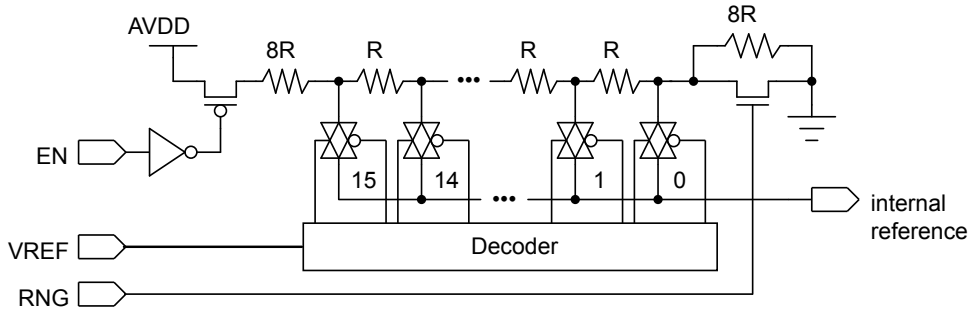 AVDD
8R
R
R
R
8R
EN
15
14
1
0
internal
reference
VREF
Decoder
RNG